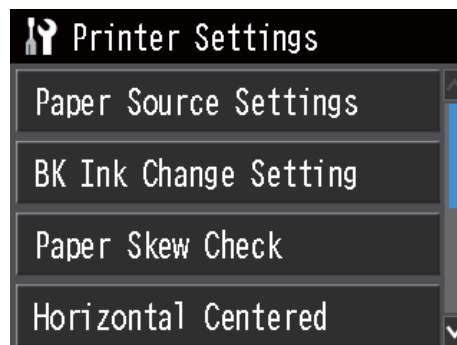 Printer Settings
Paper Source Settings
BK Ink Change Setting
Paper Skew Check
Horizontal Centered